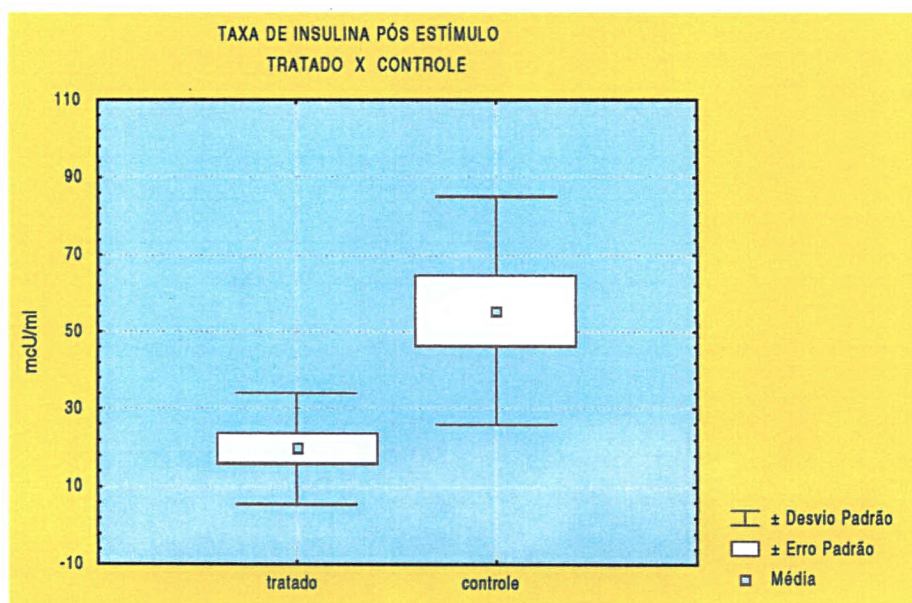 TAXA DE INSULINA PÓS ESTÍMULO
TRATADO X CONTROLE
mcU/ml
110
90
70
50
30
10
-10
tratado
controle
± Desvio Padrão
± Erro Padrão
Média